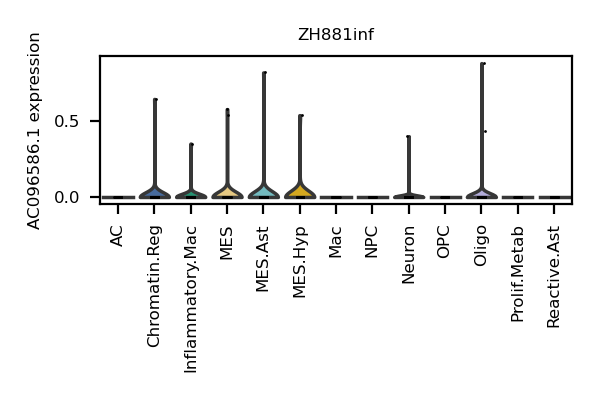 ZH881inf
AC096586.1 expression
0.5
0.0
AC
Chromatin.Reg
Inflammatory.Mac
MES
MES.Ast
MES.Hyp
Mac
NPC
Neuron
OPC
Oligo
Prolif.Metab
Reactive.Ast